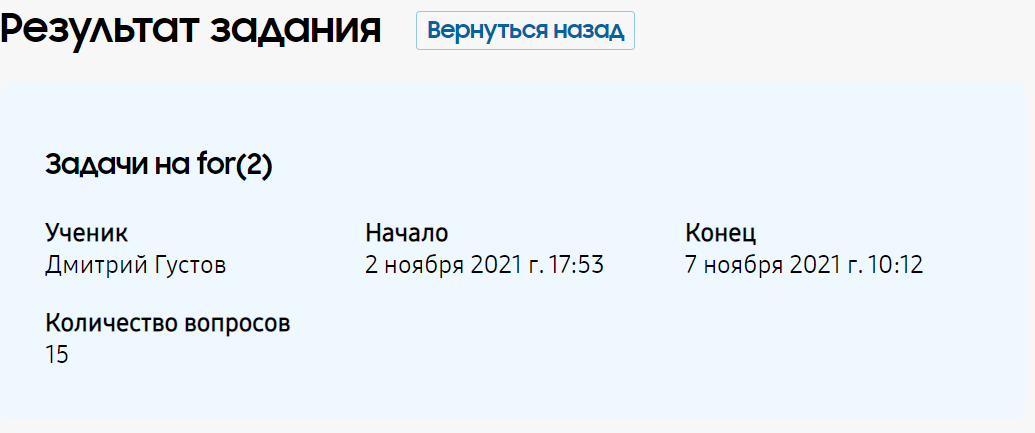 Результат задания
Вернуться назад
Задачи на for(2)
Ученик
Дмитрий Густов
Начало
2 ноября 2021 г. 17:53
Конец
7 ноября 2021 г. 10:12
Количество вопросов
15